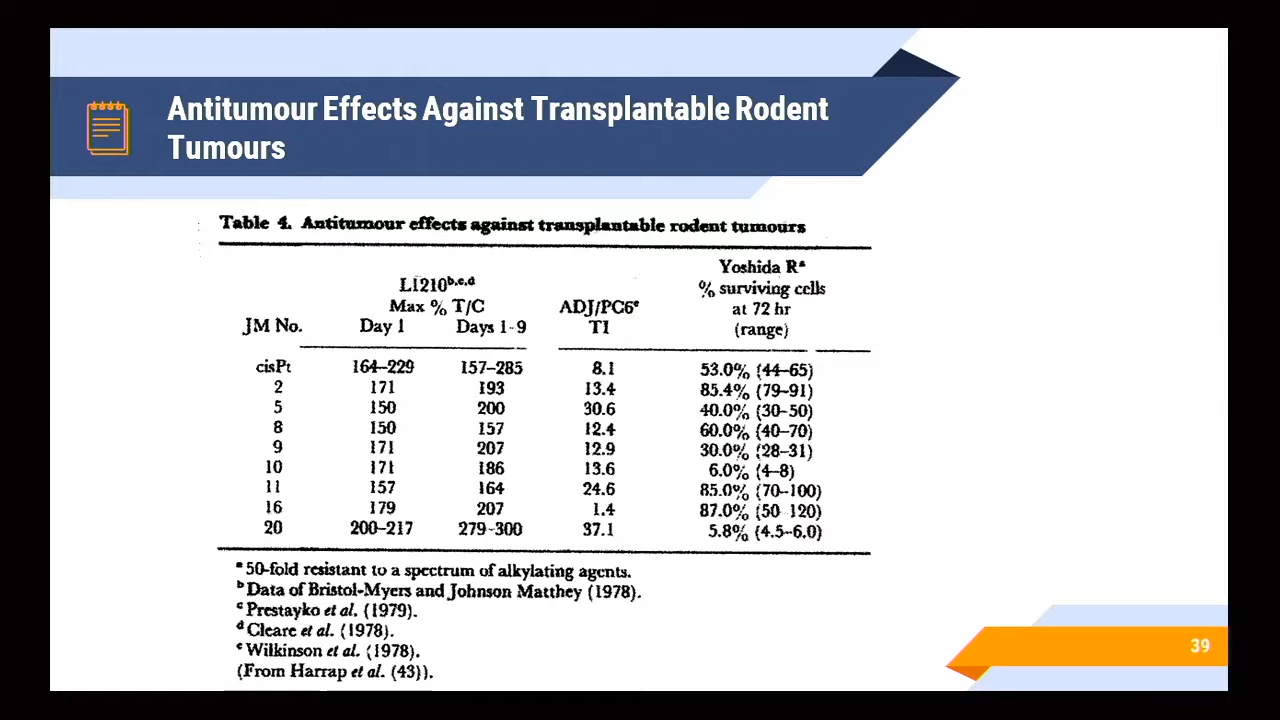 Antitumour Effects Against Transplantable Rodent
Tumours
Table 4. Antitumour effects against transplantable rodent tumours
L1210b,c,d
Max % T/C
JM No. Day 1 Days 1-9
ADJ/PC6e
TI
Yoshida Ra
% surviving cells
at 72 hr
(range)
cisPt 164–229 157–285 8.1 53.0% (44–65)
2 171 193 13.4 85.4% (79–91)
5 150 200 30.6 40.0% (30–50)
8 150 157 12.4 60.0% (40–70)
9 171 207 12.9 30.0% (28–31)
10 171 186 13.6 6.0% (4–8)
11 157 164 24.6 85.0% (70–100)
16 179 207 1.4 87.0% (50 120)
20 200–217 279–300 37.1 5.8% (4.5–6.0)
a 50-fold resistant to a spectrum of alkylating agents.
b Data of Bristol-Myers and Johnson Matthey (1978).
c Prestayko et al. (1979).
d Cleare et al. (1978).
e Wilkinson et al. (1978).
(From Harrap et al. (43)).
39